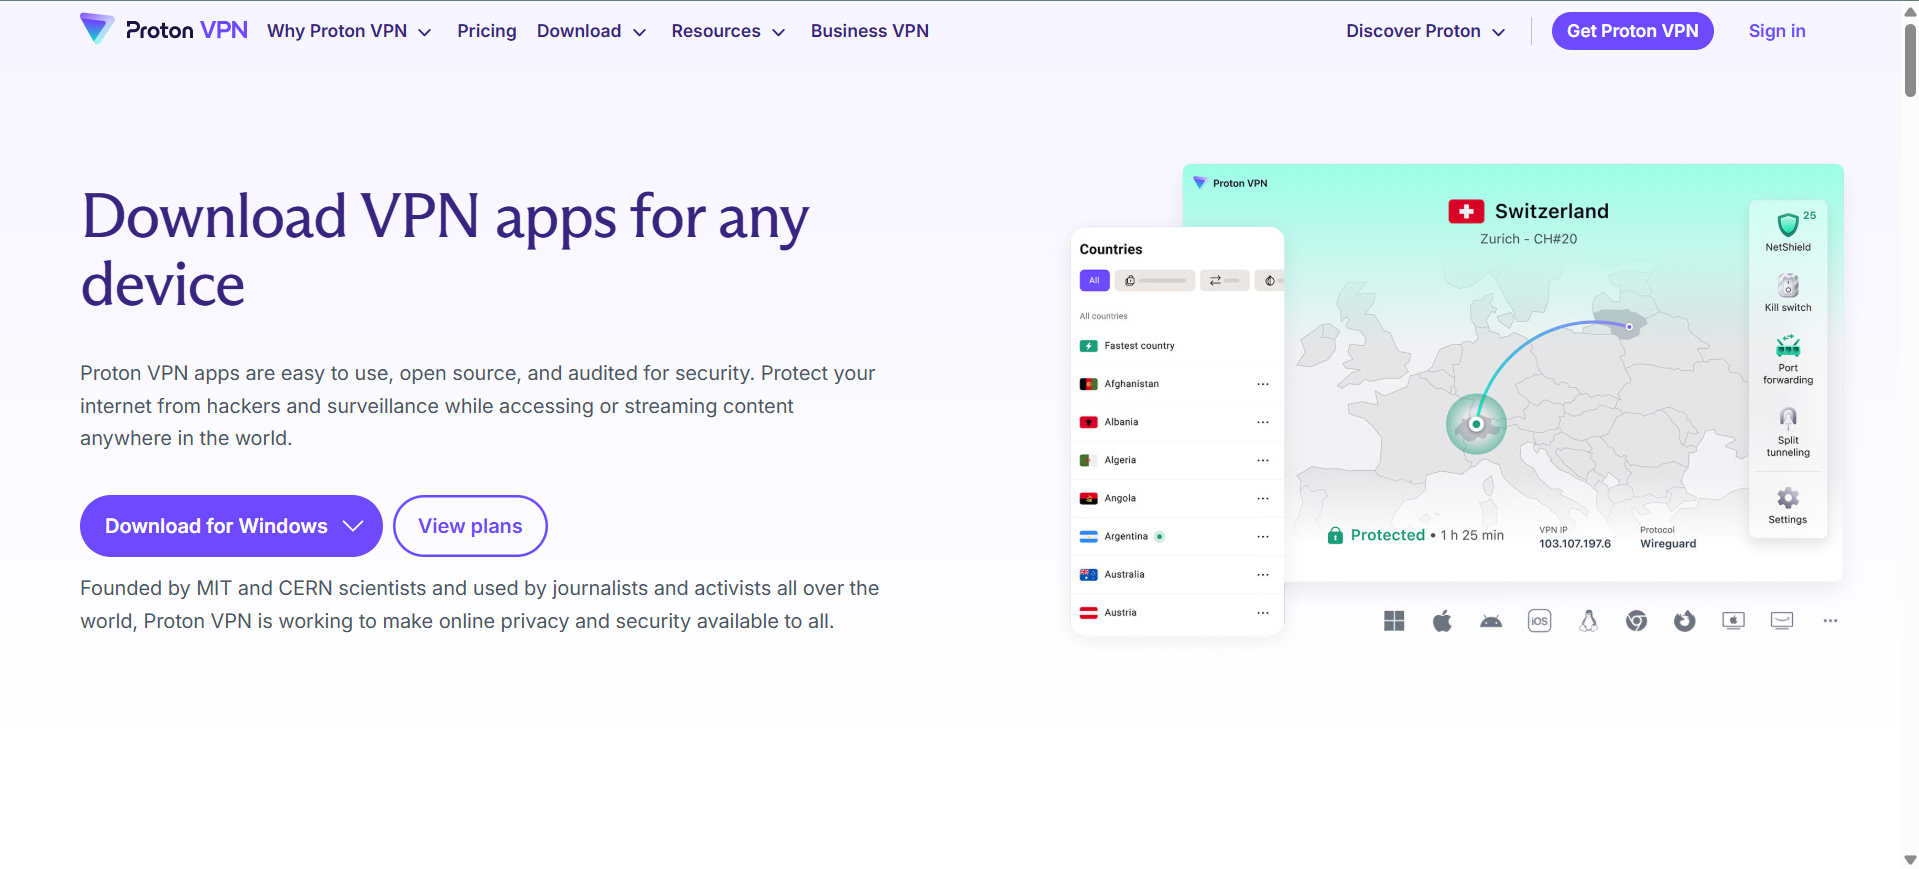 Proton VPN
Why Proton VPN
Pricing
Download
Resources
Business VPN
Discover Proton
Get Proton VPN
Sign in
Download VPN apps for any
device
Proton VPN apps are easy to use, open source, and audited for security. Protect your
internet from hackers and surveillance while accessing or streaming content
anywhere in the world.
Download for Windows
View plans
Founded by MIT and CERN scientists and used by journalists and activists all over the
world, Proton VPN is working to make online privacy and security available to all.
Countries
All
All countries
Fastest country
Afghanistan
Albania
Algeria
Angola
Argentina
Australia
Austria
Proton VPN
Switzerland
Zurich - CH#20
25
NetShield
Kill switch
Port
forwarding
Split
tunneling
Settings
Protected • 1 h 25 min
VPN IP
103.107.197.6
Protocol
Wireguard
iOS